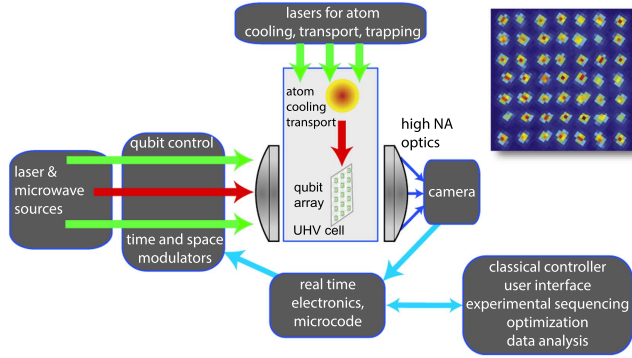 lasers for atom
cooling, transport, trapping
atom
cooling
transport
high NA
optics
qubit control
laser &
microwave
sources
time and space
modulators
qubit
array
UHV cell
camera
real time
electronics,
microcode
classical controller
user interface
experimental sequencing
optimization
data analysis